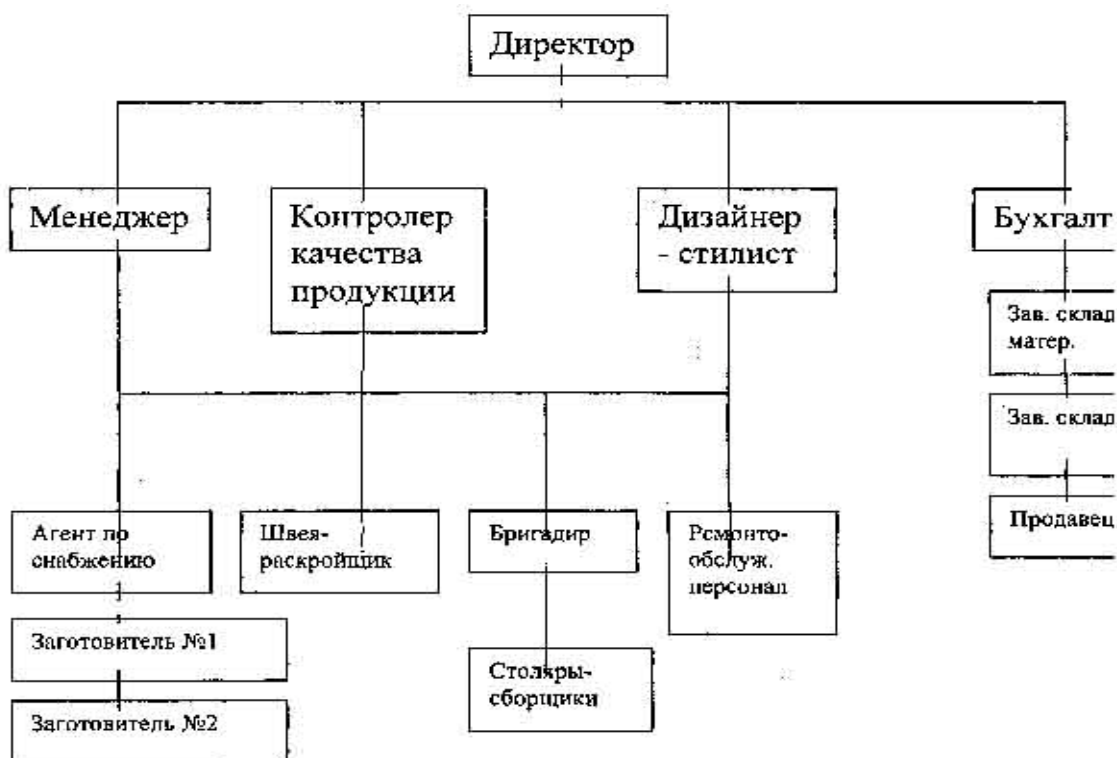 Директор
Менеджер
Контролер
качества
продукции
Дизайнер
- стилист
Бухгалт
Зав. склад
матер.
Зав. склад
Продавец
Агент по
снабжению
Швея-
раскройщик
Бригадир
Ремонто-
обслуж.
персонал
Заготовитель №1
Столяры-
сборщики
Заготовитель №2